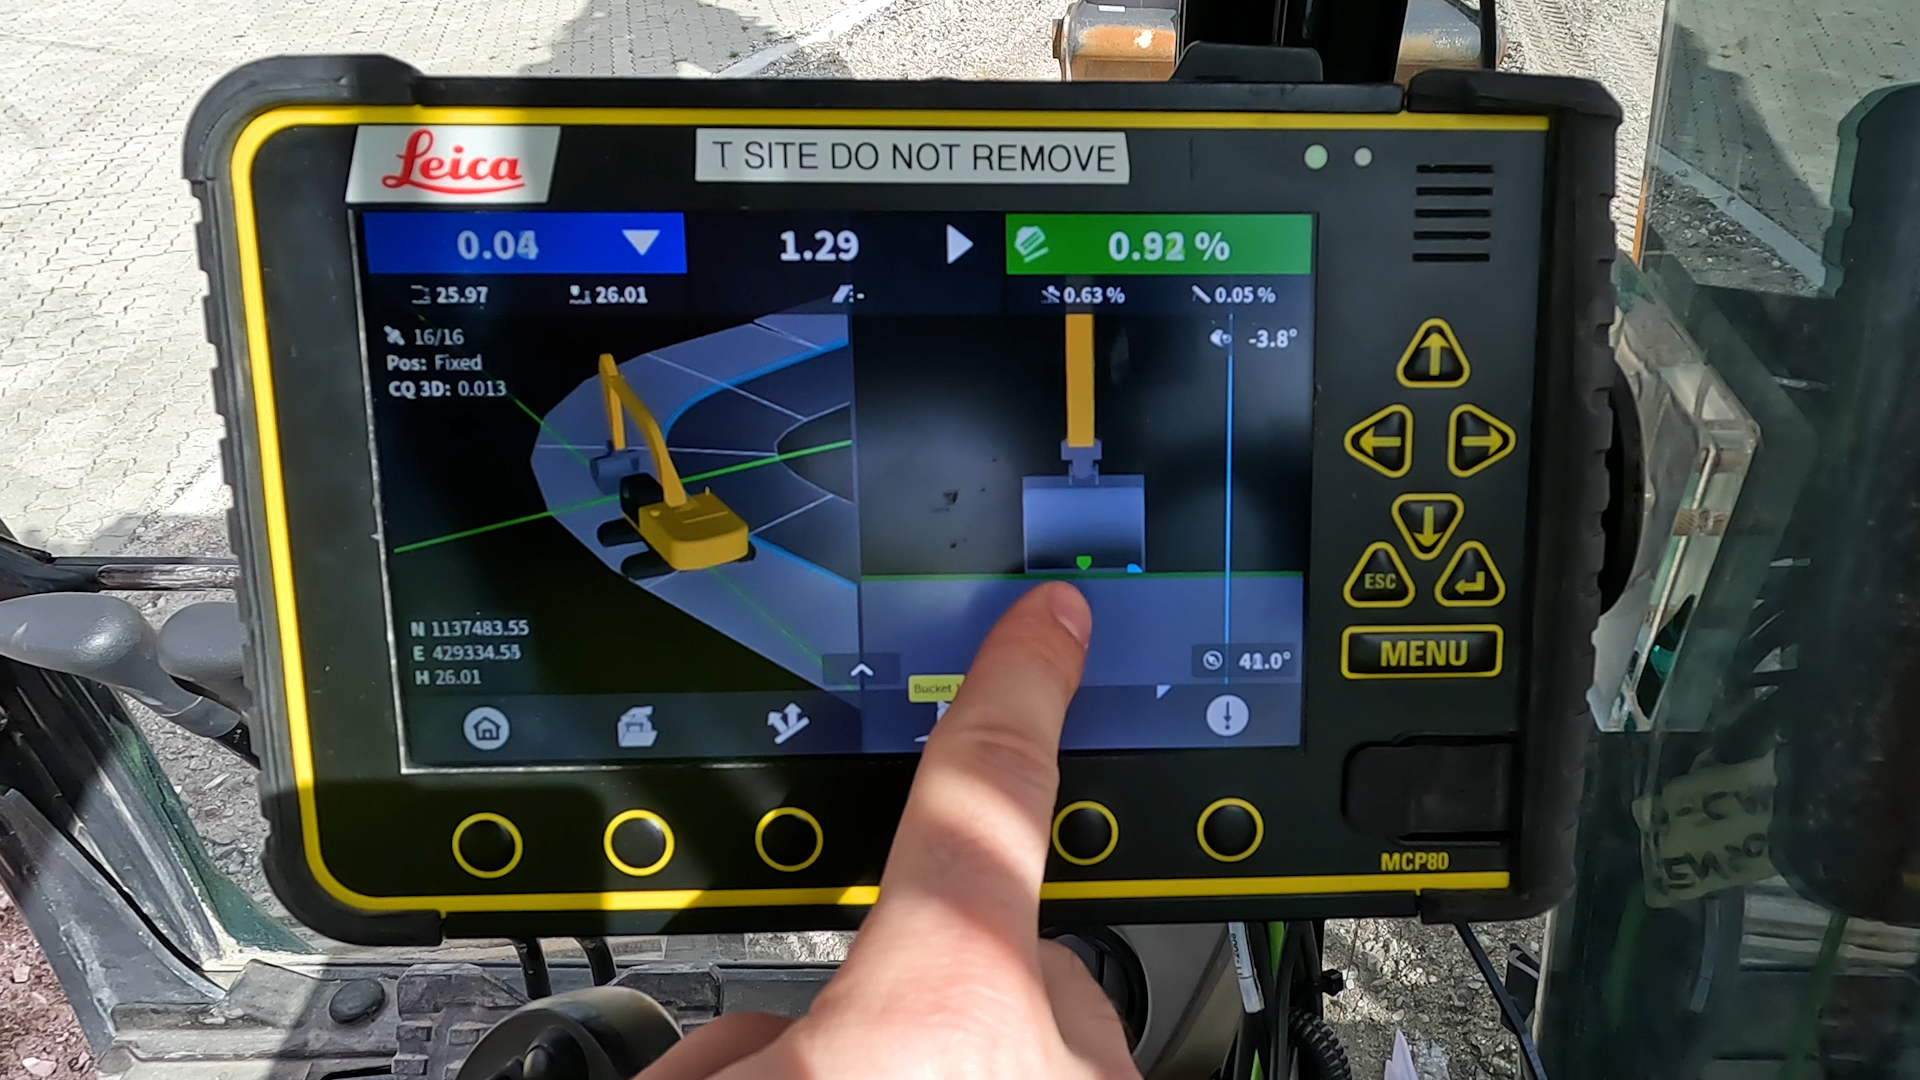 Leica
T SITE DO NOT REMOVE
0.04
1.29
0.92 %
25.97
26.01
-
0.63 %
0.05 %
16/16
Pos: Fixed
CQ 3D: 0.013
-3.8°
N 1137483.55
E 429334.55
H 26.01
41.0°
Bucket
ESC
MENU
MCP80